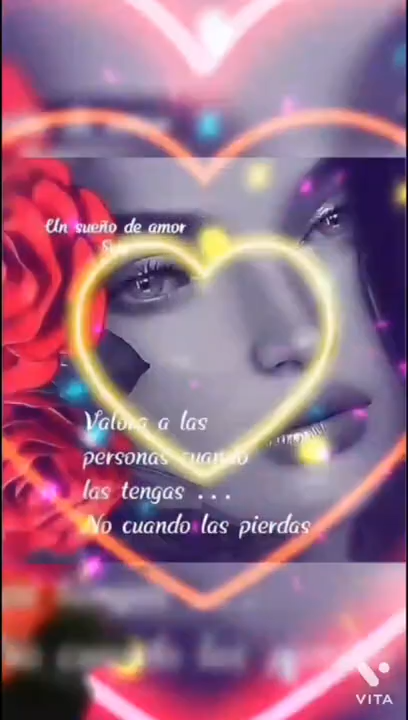 Un sueño de amor
Valora a las
personas cuando
las tengas ...
No cuando las pierdas
VITA